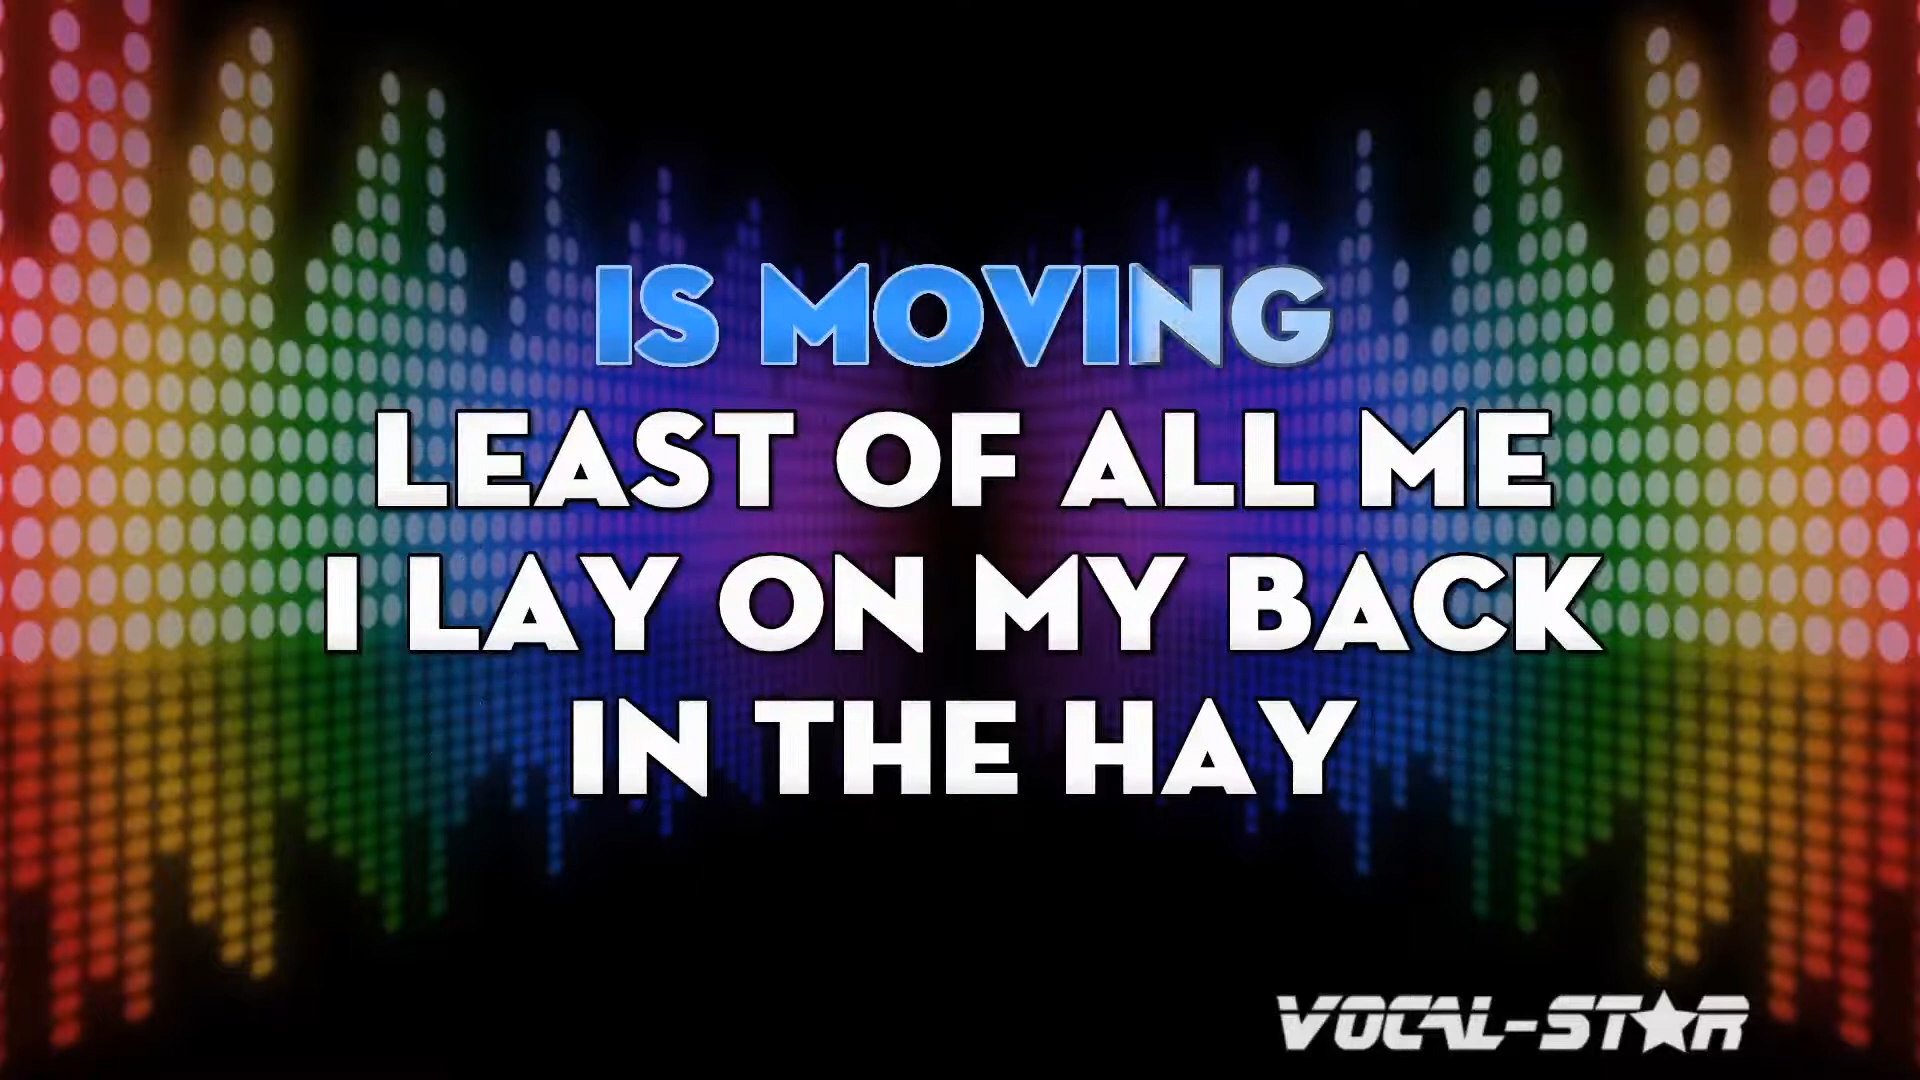 IS MOVING
LEAST OF ALL ME
I LAY ON MY BACK
IN THE HAY
VOCAL-STAR